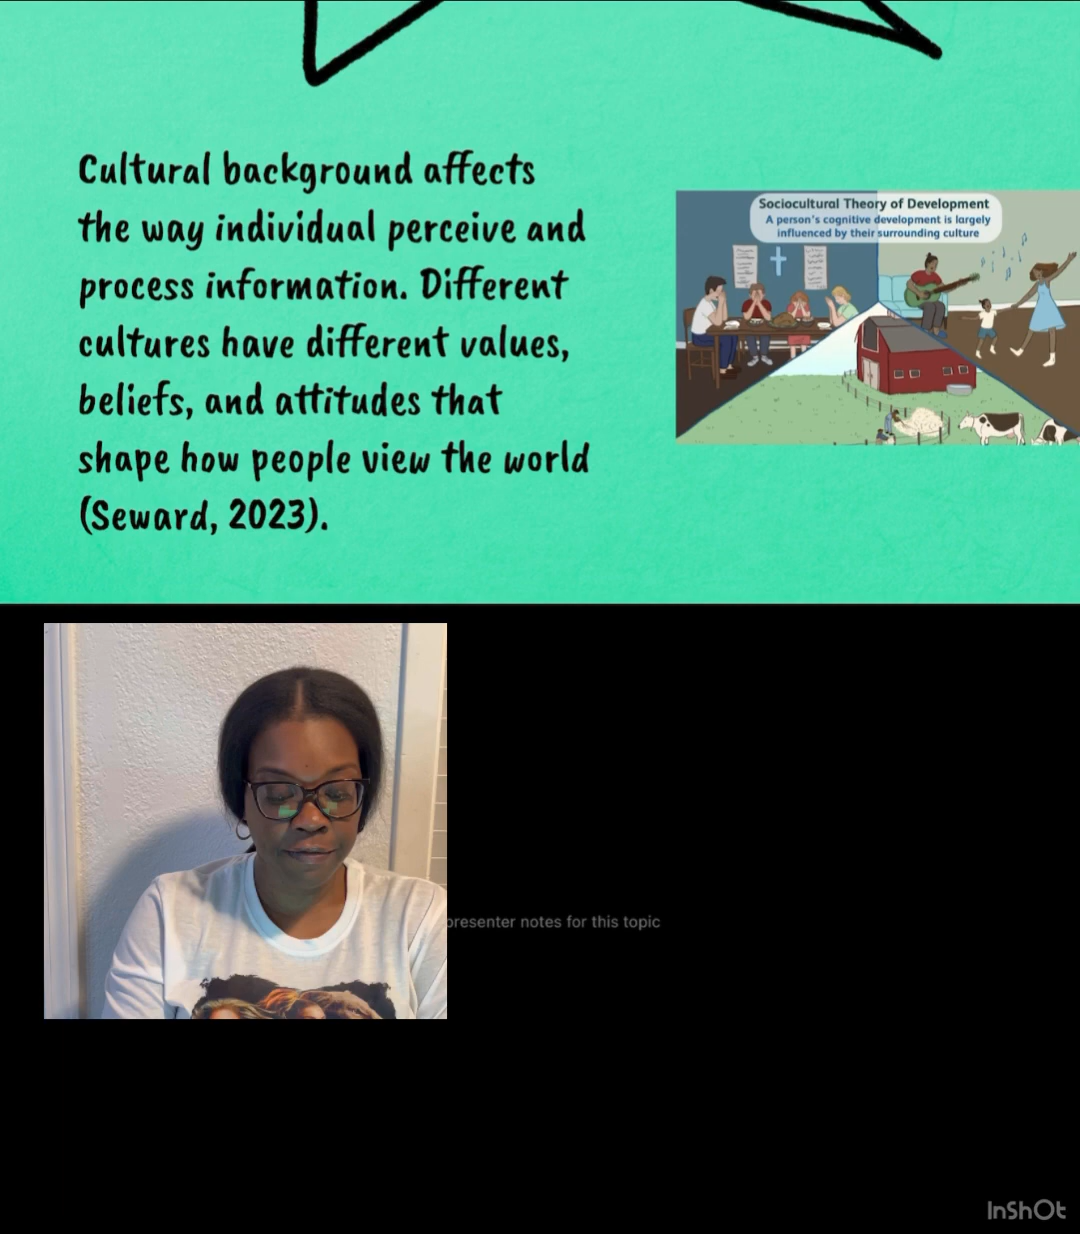 Cultural background affects
the way individual perceive and
process information. Different
cultures have different values,
beliefs, and attitudes that
shape how people view the world
(Seward, 2023).
Sociocultural Theory of Development
A person's cognitive development is largely
influenced by their surrounding culture
presenter notes for this topic
InShOt